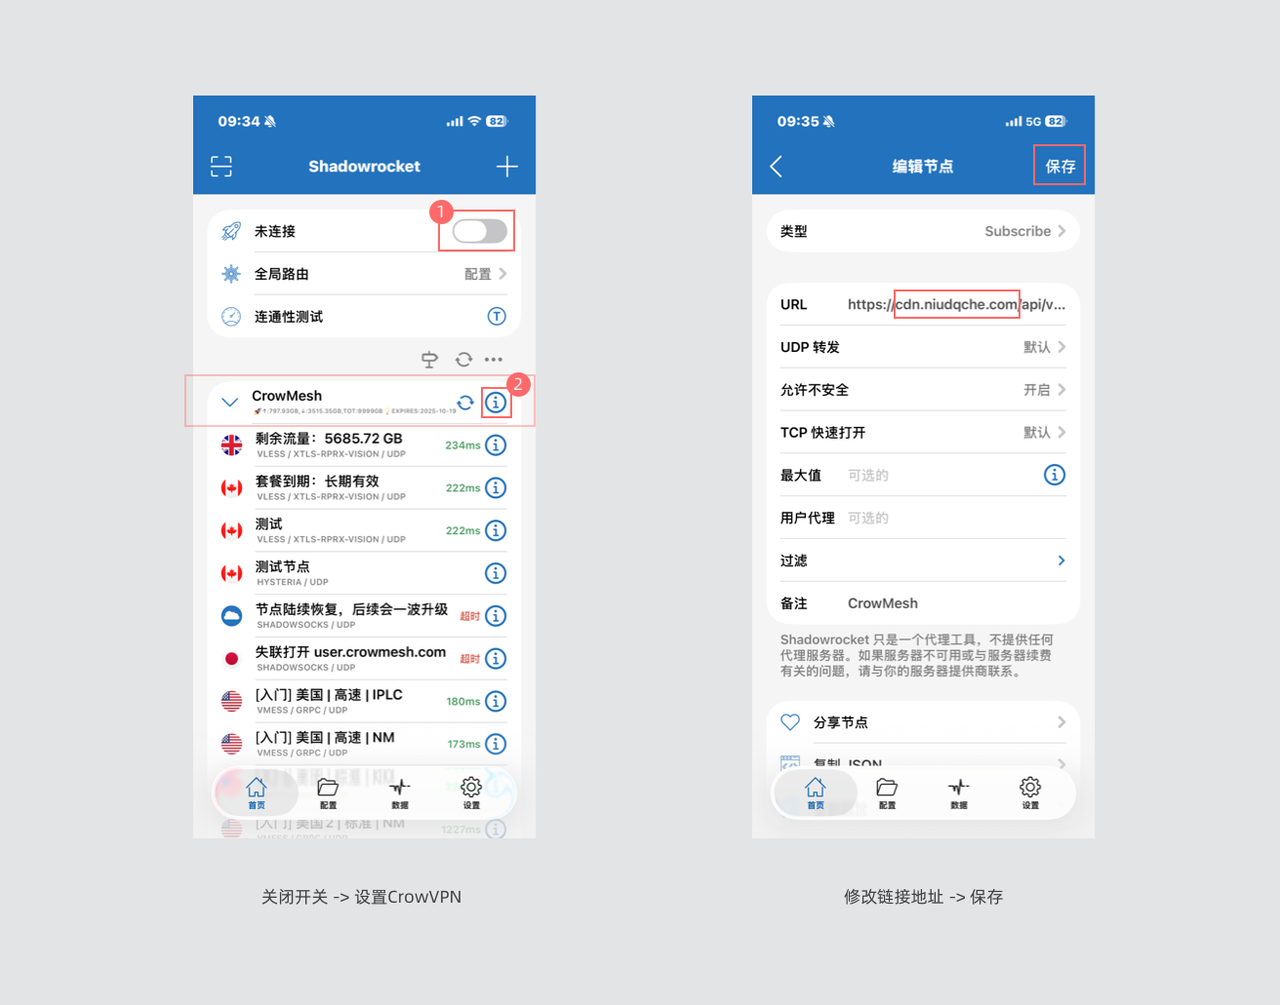 09:34
82
Shadowrocket
1
未连接
全局路由
配置
连通性测试
T
2
CrowMesh
🚀↑:797.93GB,↓:3515.35GB,TOT:9999GB💡EXPIRES:2025-10-19
剩余流量：5685.72 GB
VLESS / XTLS-RPRX-VISION / UDP
234ms
套餐到期：长期有效
VLESS / XTLS-RPRX-VISION / UDP
222ms
测试
VLESS / XTLS-RPRX-VISION / UDP
222ms
测试节点
HYSTERIA / UDP
节点陆续恢复，后续会一波升级
SHADOWSOCKS / UDP
超时
失联打开 user.crowmesh.com
SHADOWSOCKS / UDP
超时
[入门] 美国 | 高速 | IPLC
VMESS / GRPC / UDP
180ms
[入门] 美国 | 高速 | NM
VMESS / GRPC / UDP
173ms
首页
配置
数据
设置
[入门] 美国 2 | 标准 | NM
1227ms
关闭开关 -> 设置CrowVPN
09:35
5G 82
编辑节点
保存
类型
Subscribe
URL
https://cdn.niudqche.com/api/v...
UDP 转发
默认
允许不安全
开启
TCP 快速打开
默认
最大值
可选的
用户代理
可选的
过滤
备注
CrowMesh
Shadowrocket 只是一个代理工具，不提供任何
代理服务器。如果服务器不可用或与服务器续费
有关的问题，请与你的服务器提供商联系。
分享节点
复制 JSON
首页
配置
数据
设置
修改链接地址 -> 保存